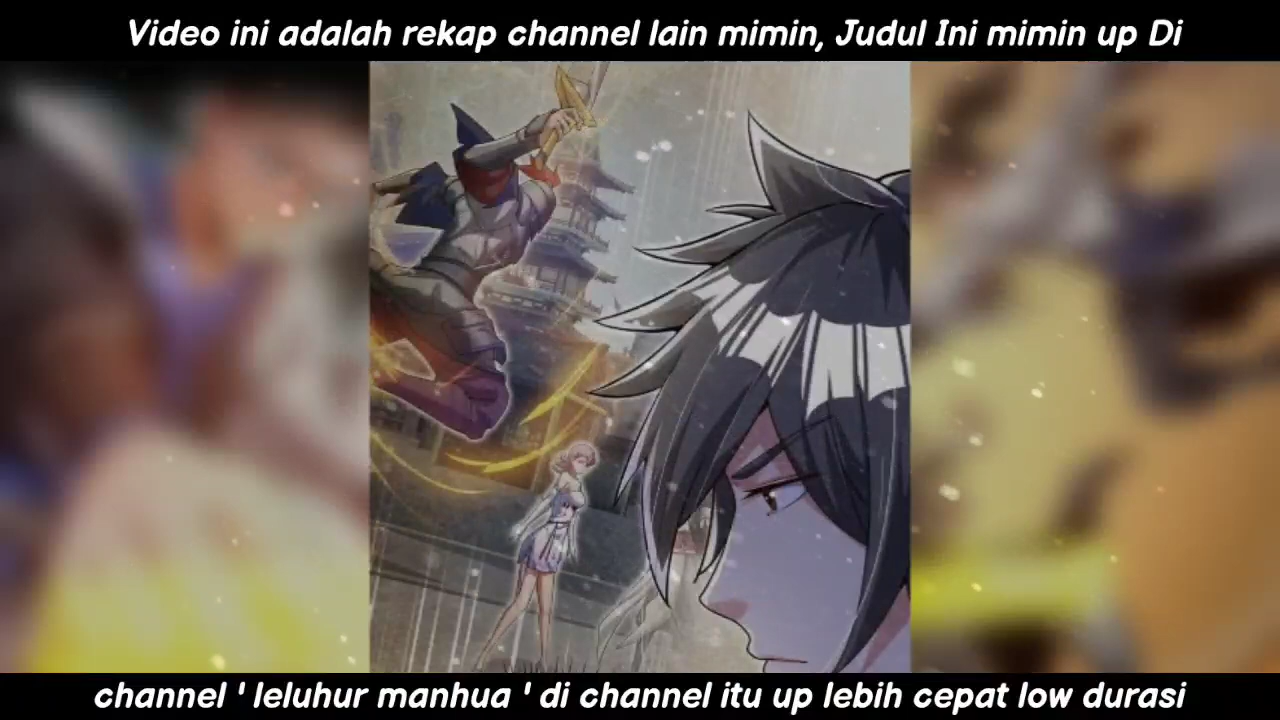 Video ini adalah rekap channel lain mimin, Judul Ini mimin up Di
channel ' leluhur manhua ' di channel itu up lebih cepat low durasi